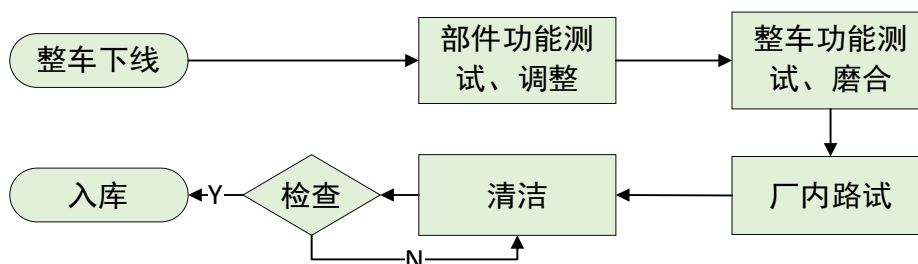 整车下线
部件功能测
试、调整
整车功能测
试、磨合
厂内路试
清洁
检查
Y
入库
N